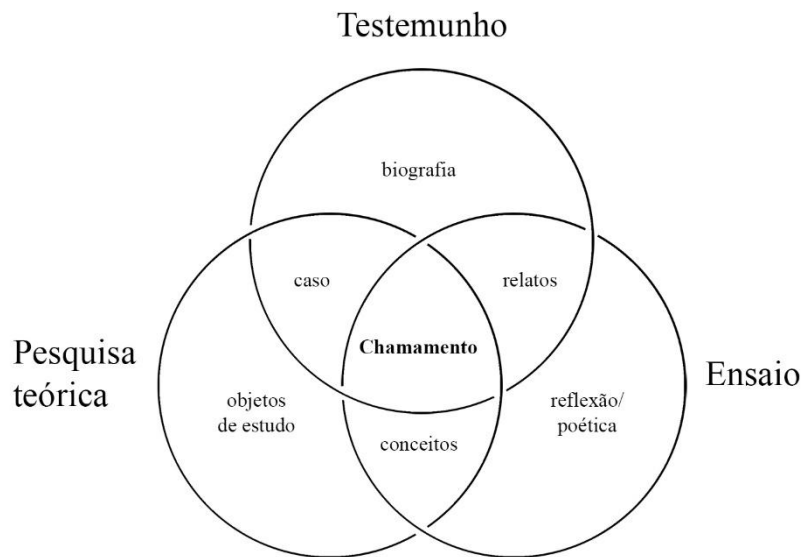 Testemunho
biografia
caso
relatos
Chamamento
Pesquisa
teórica
Ensaio
objetos
de estudo
reflexão/
poética
conceitos